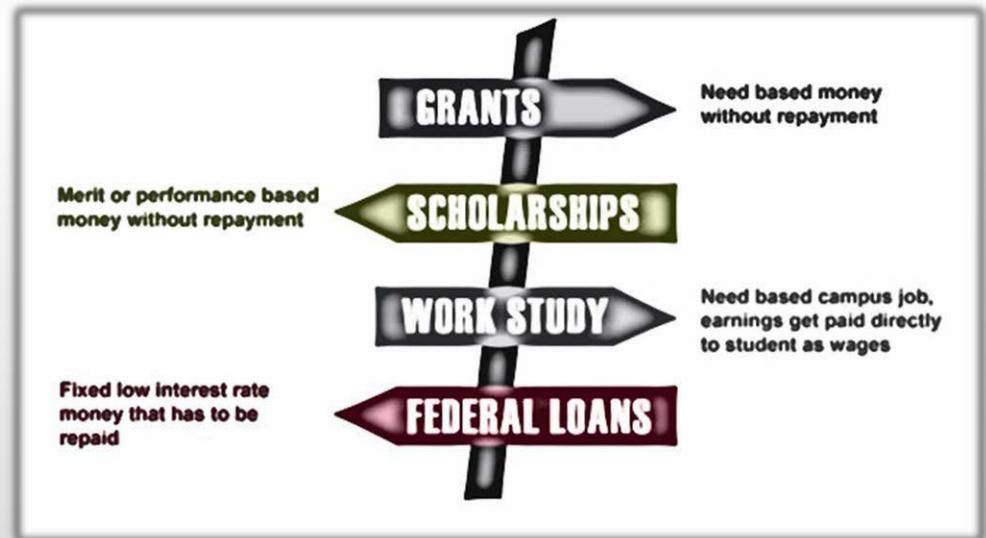 GRANTS
Need based money
without repayment
Merit or performance based
money without repayment
SCHOLARSHIPS
WORK STUDY
Need based campus job,
earnings get paid directly
to student as wages
Fixed low interest rate
money that has to be
repaid
FEDERAL LOANS